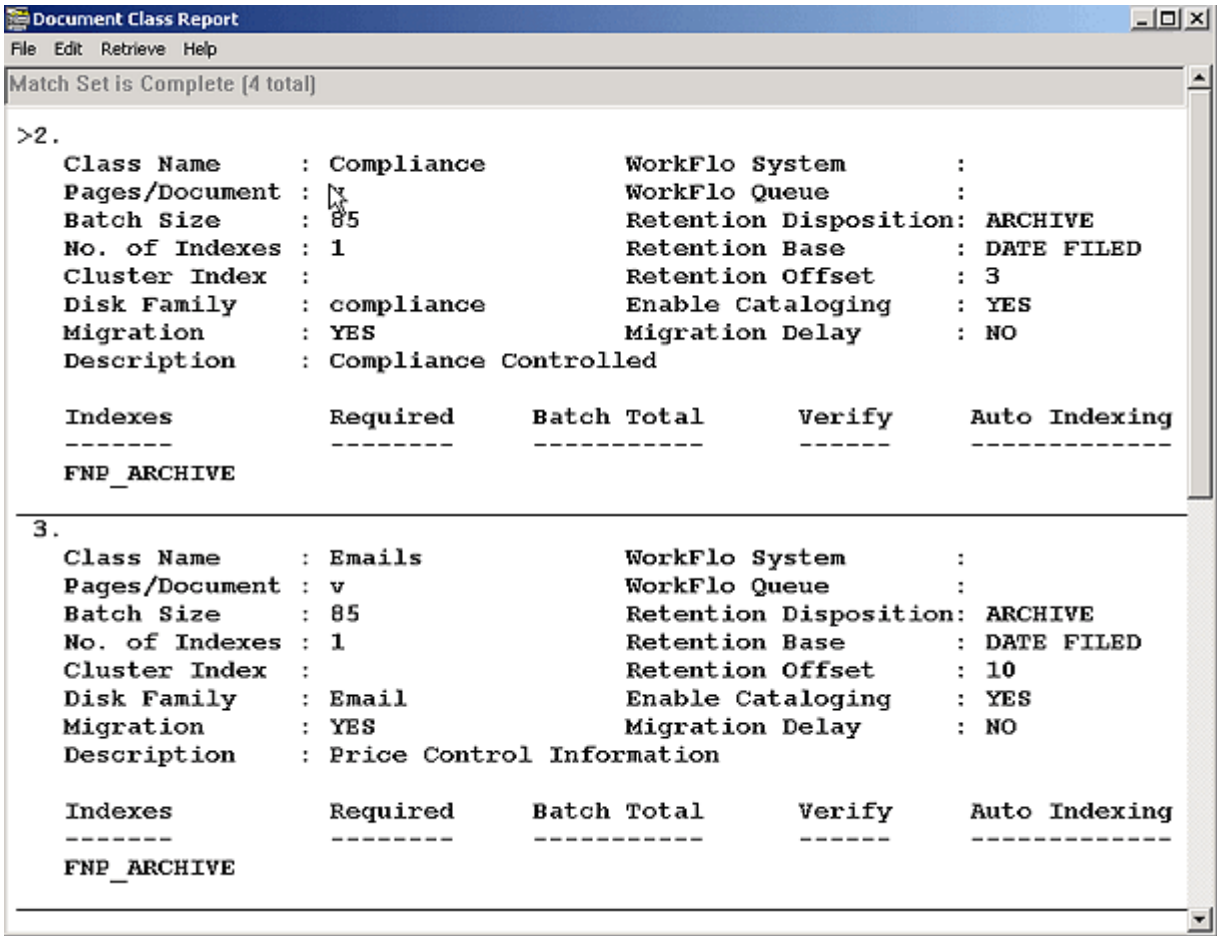 Document Class Report
File Edit Retrieve Help
Match Set is Complete (4 total)
>2.
Class Name : Compliance WorkFlo System :
Pages/Document : WorkFlo Queue :
Batch Size : 85 Retention Disposition: ARCHIVE
No. of Indexes : 1 Retention Base : DATE FILED
Cluster Index : Retention Offset : 3
Disk Family : compliance Enable Cataloging : YES
Migration : YES Migration Delay : NO
Description : Compliance Controlled
Indexes Required Batch Total Verify Auto Indexing
------- -------- ----------- ------ -------------
FNP_ARCHIVE
3.
Class Name : Emails WorkFlo System :
Pages/Document : v WorkFlo Queue :
Batch Size : 85 Retention Disposition: ARCHIVE
No. of Indexes : 1 Retention Base : DATE FILED
Cluster Index : Retention Offset : 10
Disk Family : Email Enable Cataloging : YES
Migration : YES Migration Delay : NO
Description : Price Control Information
Indexes Required Batch Total Verify Auto Indexing
------- -------- ----------- ------ -------------
FNP_ARCHIVE